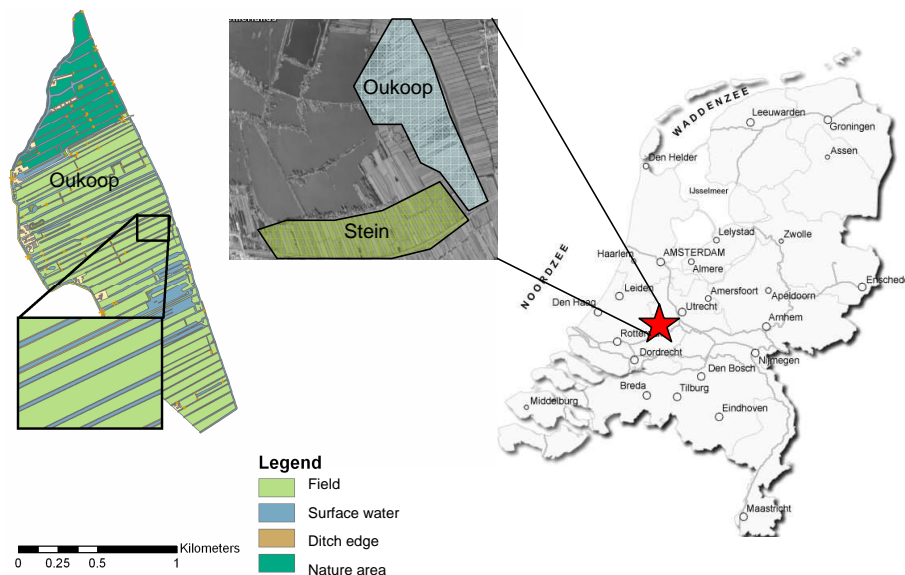 Oukoop
Oukoop
Stein
WADDENZEE
NOORDZEE
Leeuwarden
Groningen
Assen
Den Helder
IJsselmeer
Lelystad
Zwolle
Haarlem
AMSTERDAM
Almere
Enschede
Leiden
Amersfoort
Apeldoorn
Den Haag
Utrecht
Arnhem
Rotter
Nijmegen
Dordrecht
Den Bosch
Breda
Tilburg
Middelburg
Eindhoven
Maastricht
Legend
Field
Surface water
Ditch edge
Nature area
Kilometers
0 0.25 0.5 1